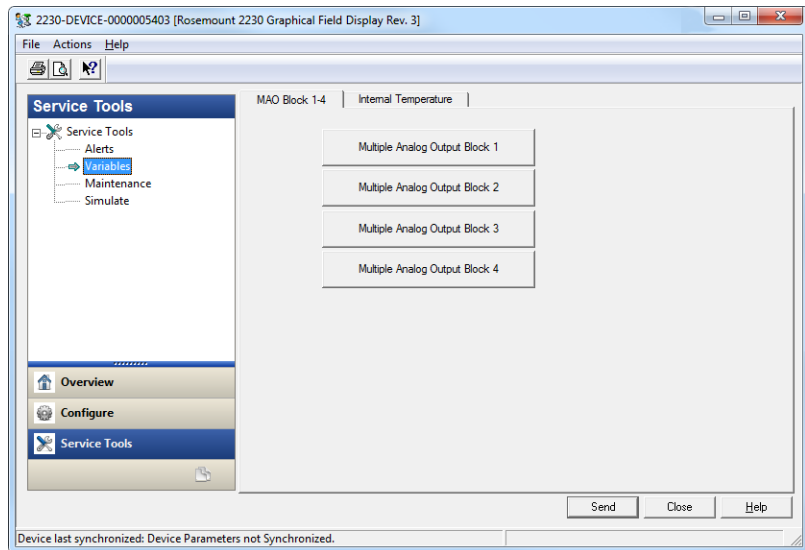 2230-DEVICE-0000005403 [Rosemount 2230 Graphical Field Display Rev. 3]
File Actions Help
Service Tools
MAO Block 1-4
Internal Temperature
Service Tools
Alerts
Variables
Maintenance
Simulate
Multiple Analog Output Block 1
Multiple Analog Output Block 2
Multiple Analog Output Block 3
Multiple Analog Output Block 4
Overview
Configure
Service Tools
Send Close Help
Device last synchronized: Device Parameters not Synchronized.